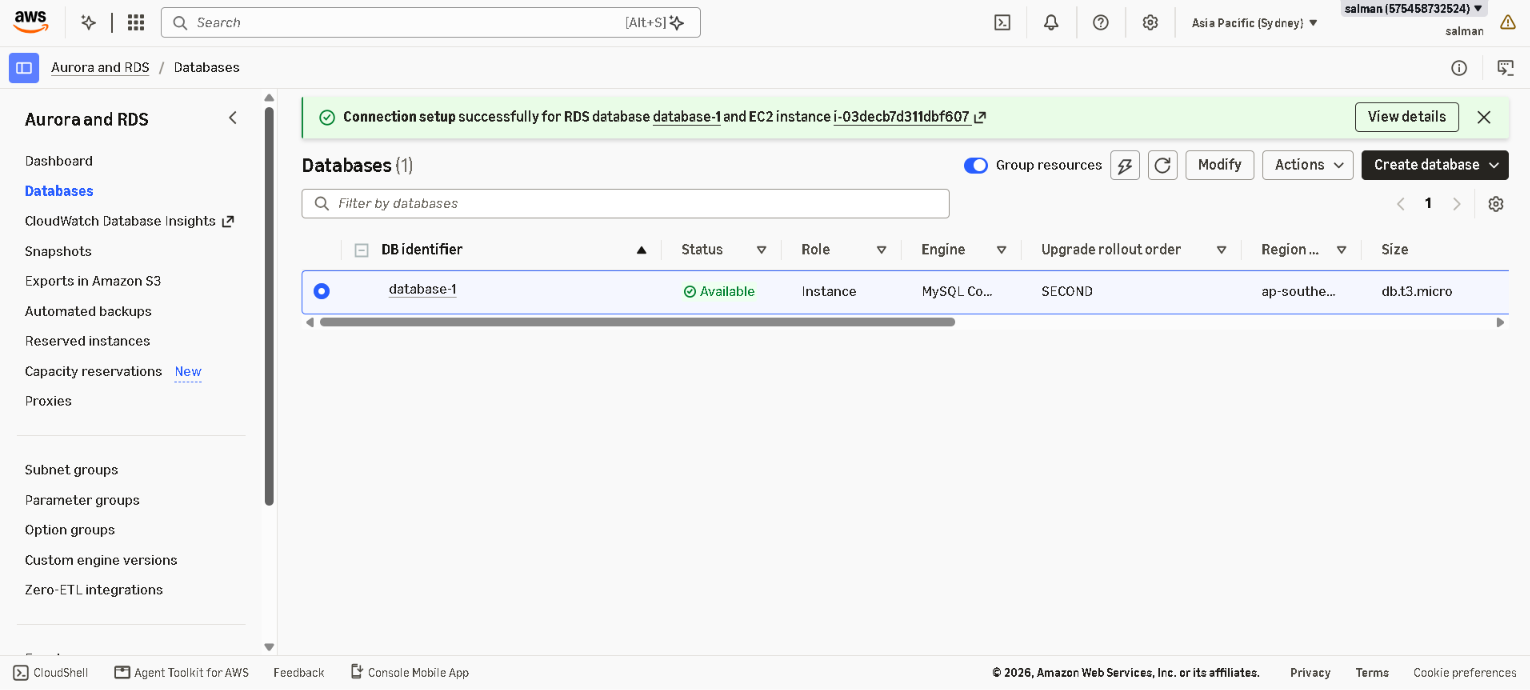 aws
Search [Alt+S]
Asia Pacific (Sydney)
salman (575458732524)
salman
Aurora and RDS / Databases
Aurora and RDS
Dashboard
Databases
CloudWatch Database Insights
Snapshots
Exports in Amazon S3
Automated backups
Reserved instances
Capacity reservations New
Proxies
Subnet groups
Parameter groups
Option groups
Custom engine versions
Zero-ETL integrations
Connection setup successfully for RDS database database-1 and EC2 instance i-03decb7d311dbf607
View details
Databases (1)
Group resources
Modify
Actions
Create database
Filter by databases
1
DB identifier Status Role Engine Upgrade rollout order Region ... Size
database-1 Available Instance MySQL Co... SECOND ap-southe... db.t3.micro
CloudShell Agent Toolkit for AWS Feedback Console Mobile App © 2026, Amazon Web Services, Inc. or its affiliates. Privacy Terms Cookie preferences